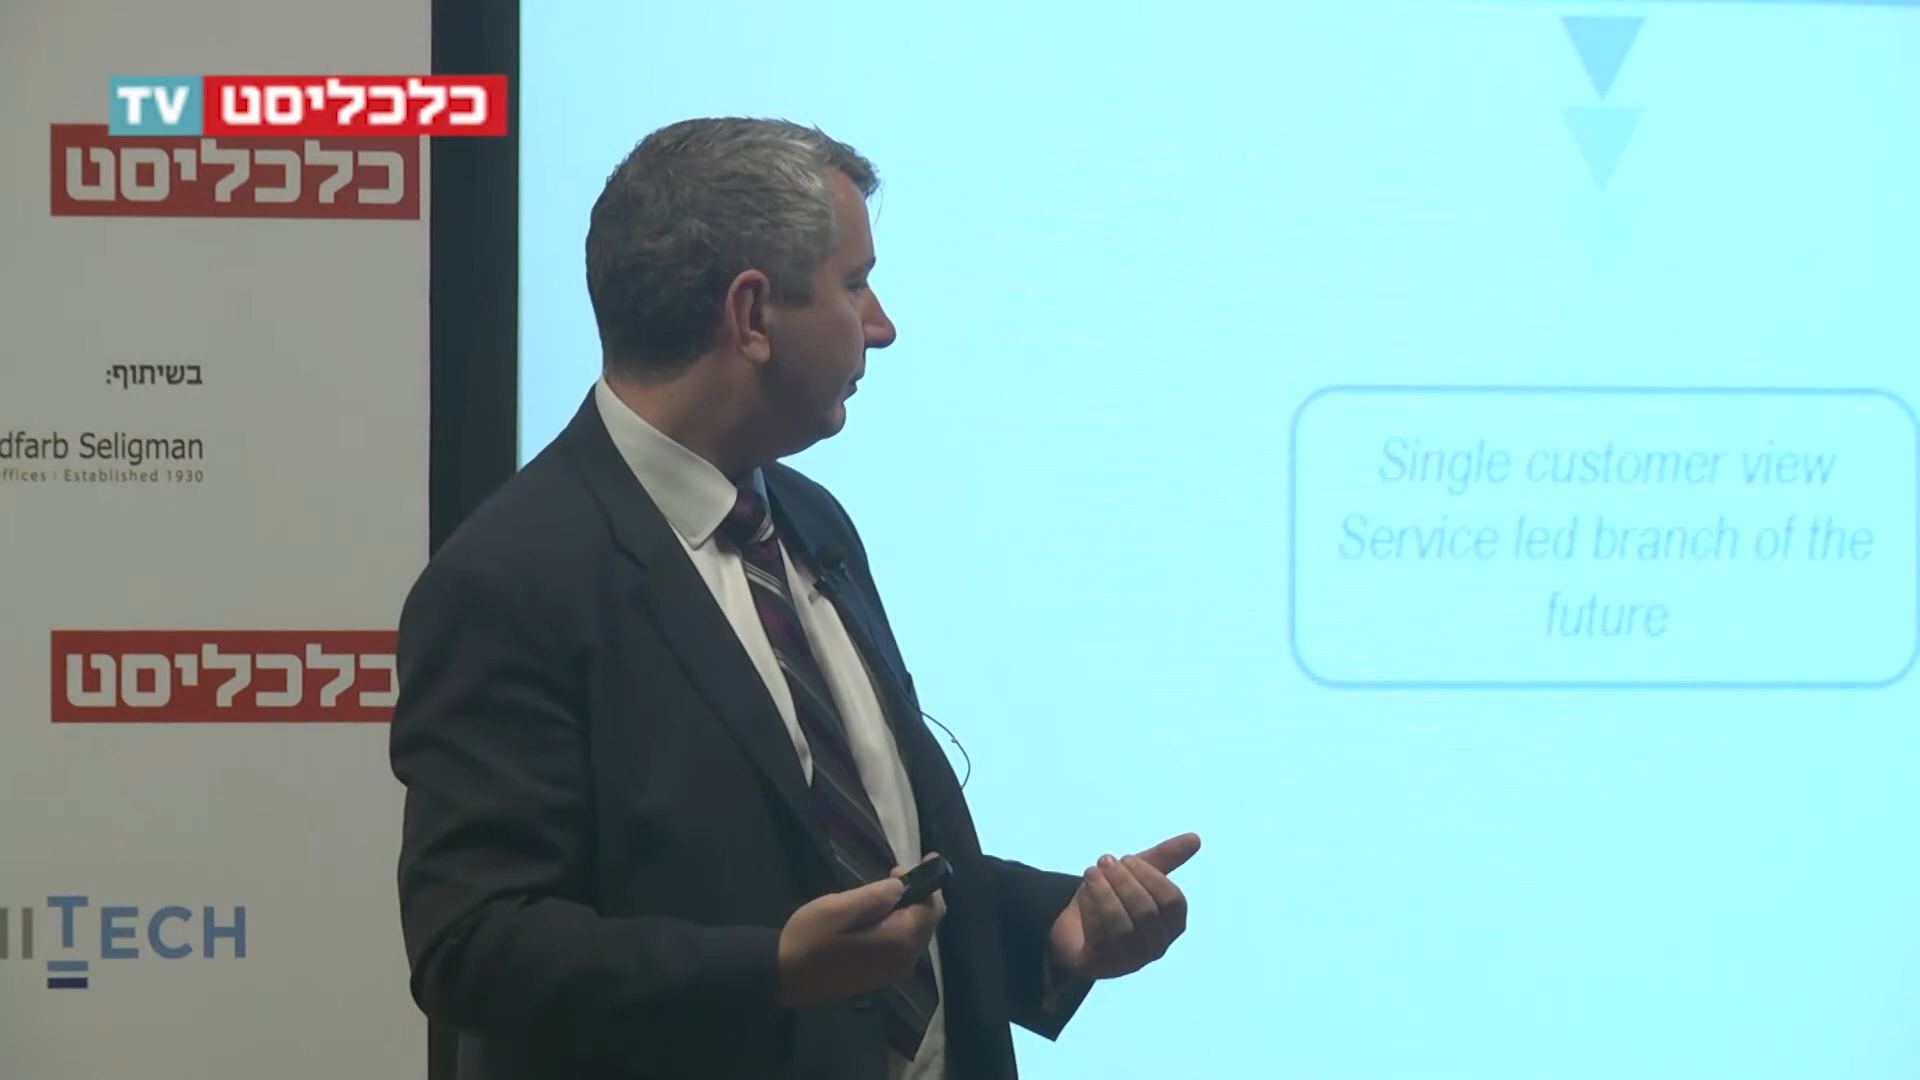 TV כלכליסט
כלכליסט
בשיתוף:
dfarb Seligman
ffices | Established 1930
כלכליסט
TECH
Single customer view
Service led branch of the
future